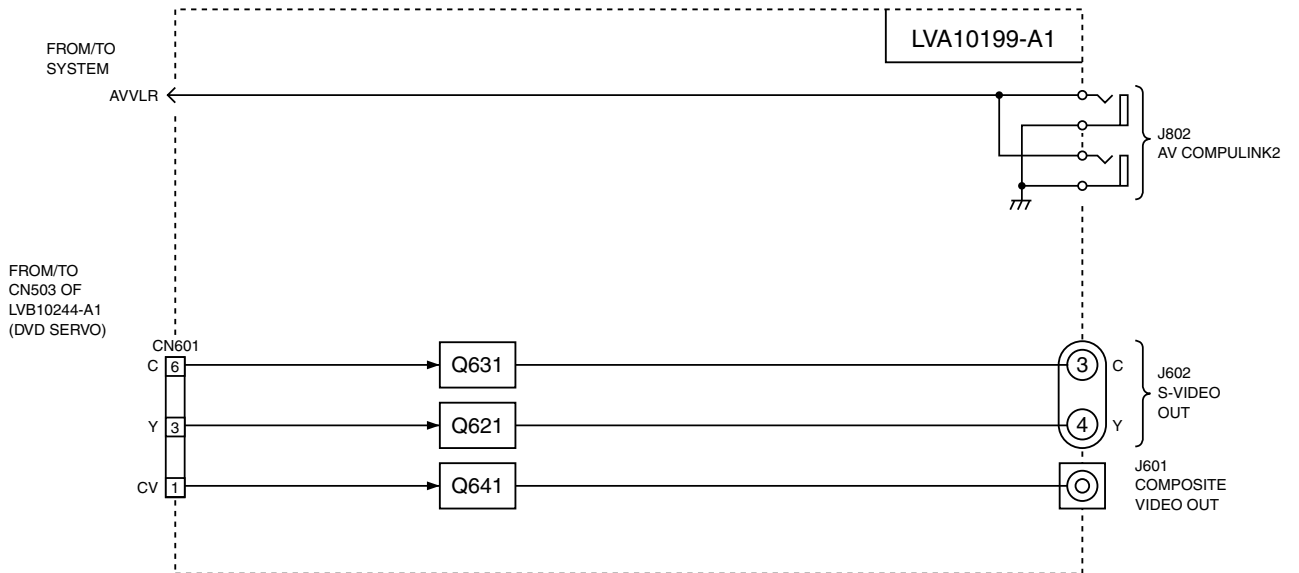 LVA10199-A1
FROM/TO
SYSTEM
AVVLR
J802
AV COMPULINK2
FROM/TO
CN503 OF
LVB10244-A1
(DVD SERVO)
CN601
C 6 Q631 3 C
J602
S-VIDEO
OUT
Y 3 Q621 4 Y
CV 1 Q641
J601
COMPOSITE
VIDEO OUT